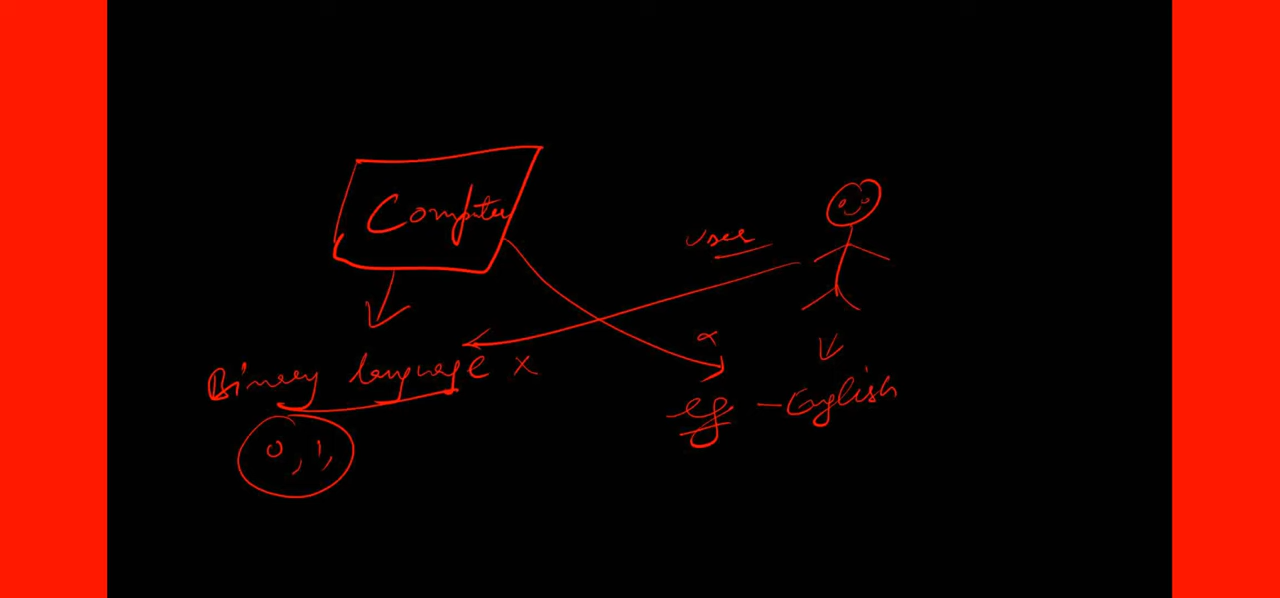 Computer
User
Binary language x
eg - English
0, 1,